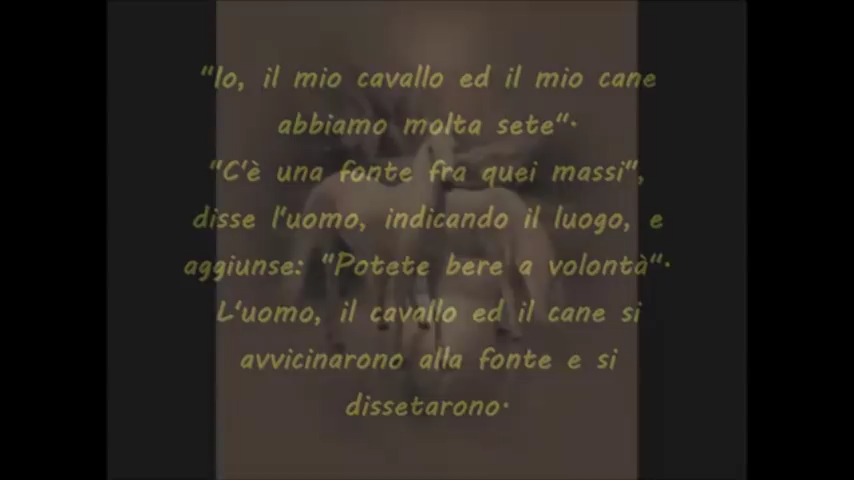 "Io, il mio cavallo ed il mio cane
abbiamo molta sete".
"C'è una fonte fra quei massi",
disse l'uomo, indicando il luogo, e
aggiunse: "Potete bere a volontà".
L'uomo, il cavallo ed il cane si
avvicinarono alla fonte e si
dissetarono.